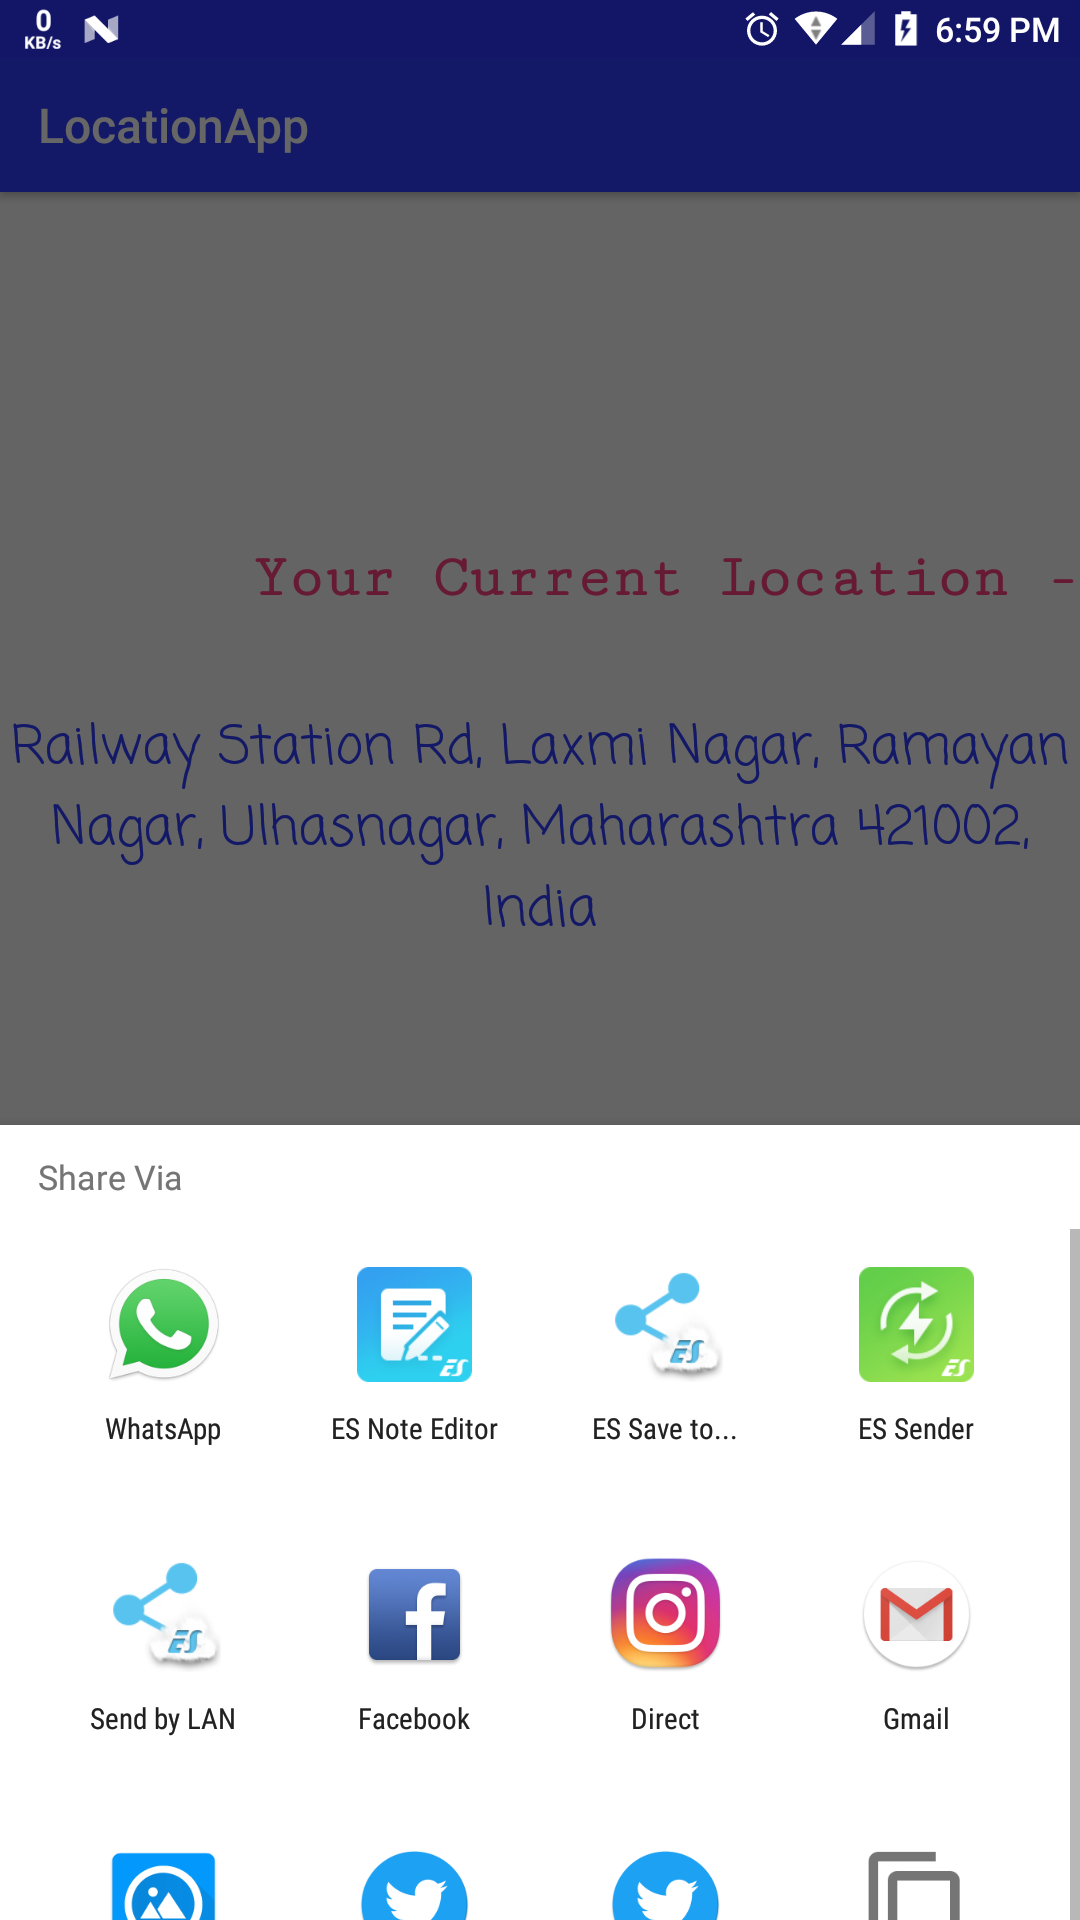 0
KB/s
6:59 PM
LocationApp
Your Current Location -
Railway Station Rd, Laxmi Nagar, Ramayan
Nagar, Ulhasnagar, Maharashtra 421002,
India
Share Via
WhatsApp
ES Note Editor
ES Save to...
ES Sender
Send by LAN
Facebook
Direct
Gmail